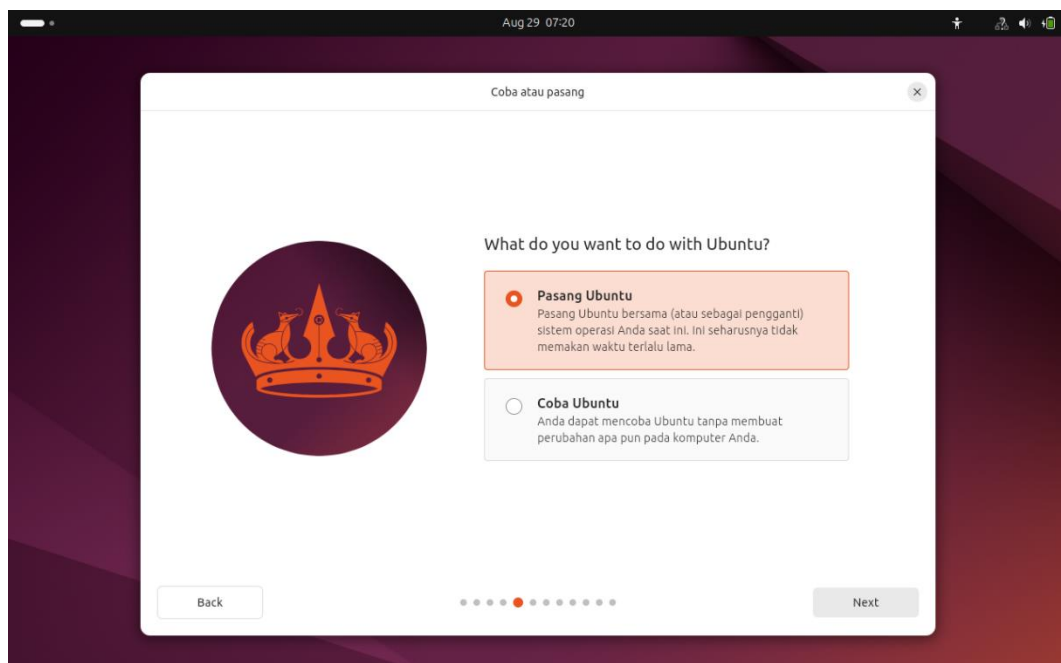 Aug 29 07:20
Coba atau pasang
What do you want to do with Ubuntu?
Pasang Ubuntu
Pasang Ubuntu bersama (atau sebagai pengganti)
sistem operasi Anda saat ini. Ini seharusnya tidak
memakan waktu terlalu lama.
Coba Ubuntu
Anda dapat mencoba Ubuntu tanpa membuat
perubahan apa pun pada komputer Anda.
Back
Next